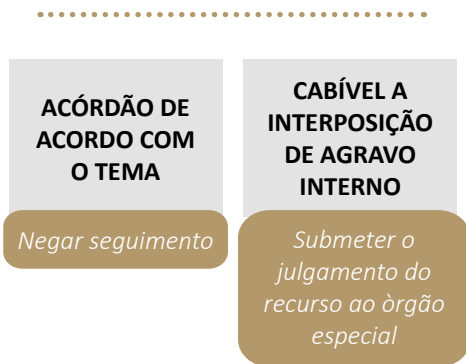 ACÓRDÃO DE
ACORDO COM
O TEMA
Negar seguimento
CABÍVEL A
INTERPOSIÇÃO
DE AGRAVO
INTERNO
Submeter o
julgamento do
recurso ao òrgão
especial